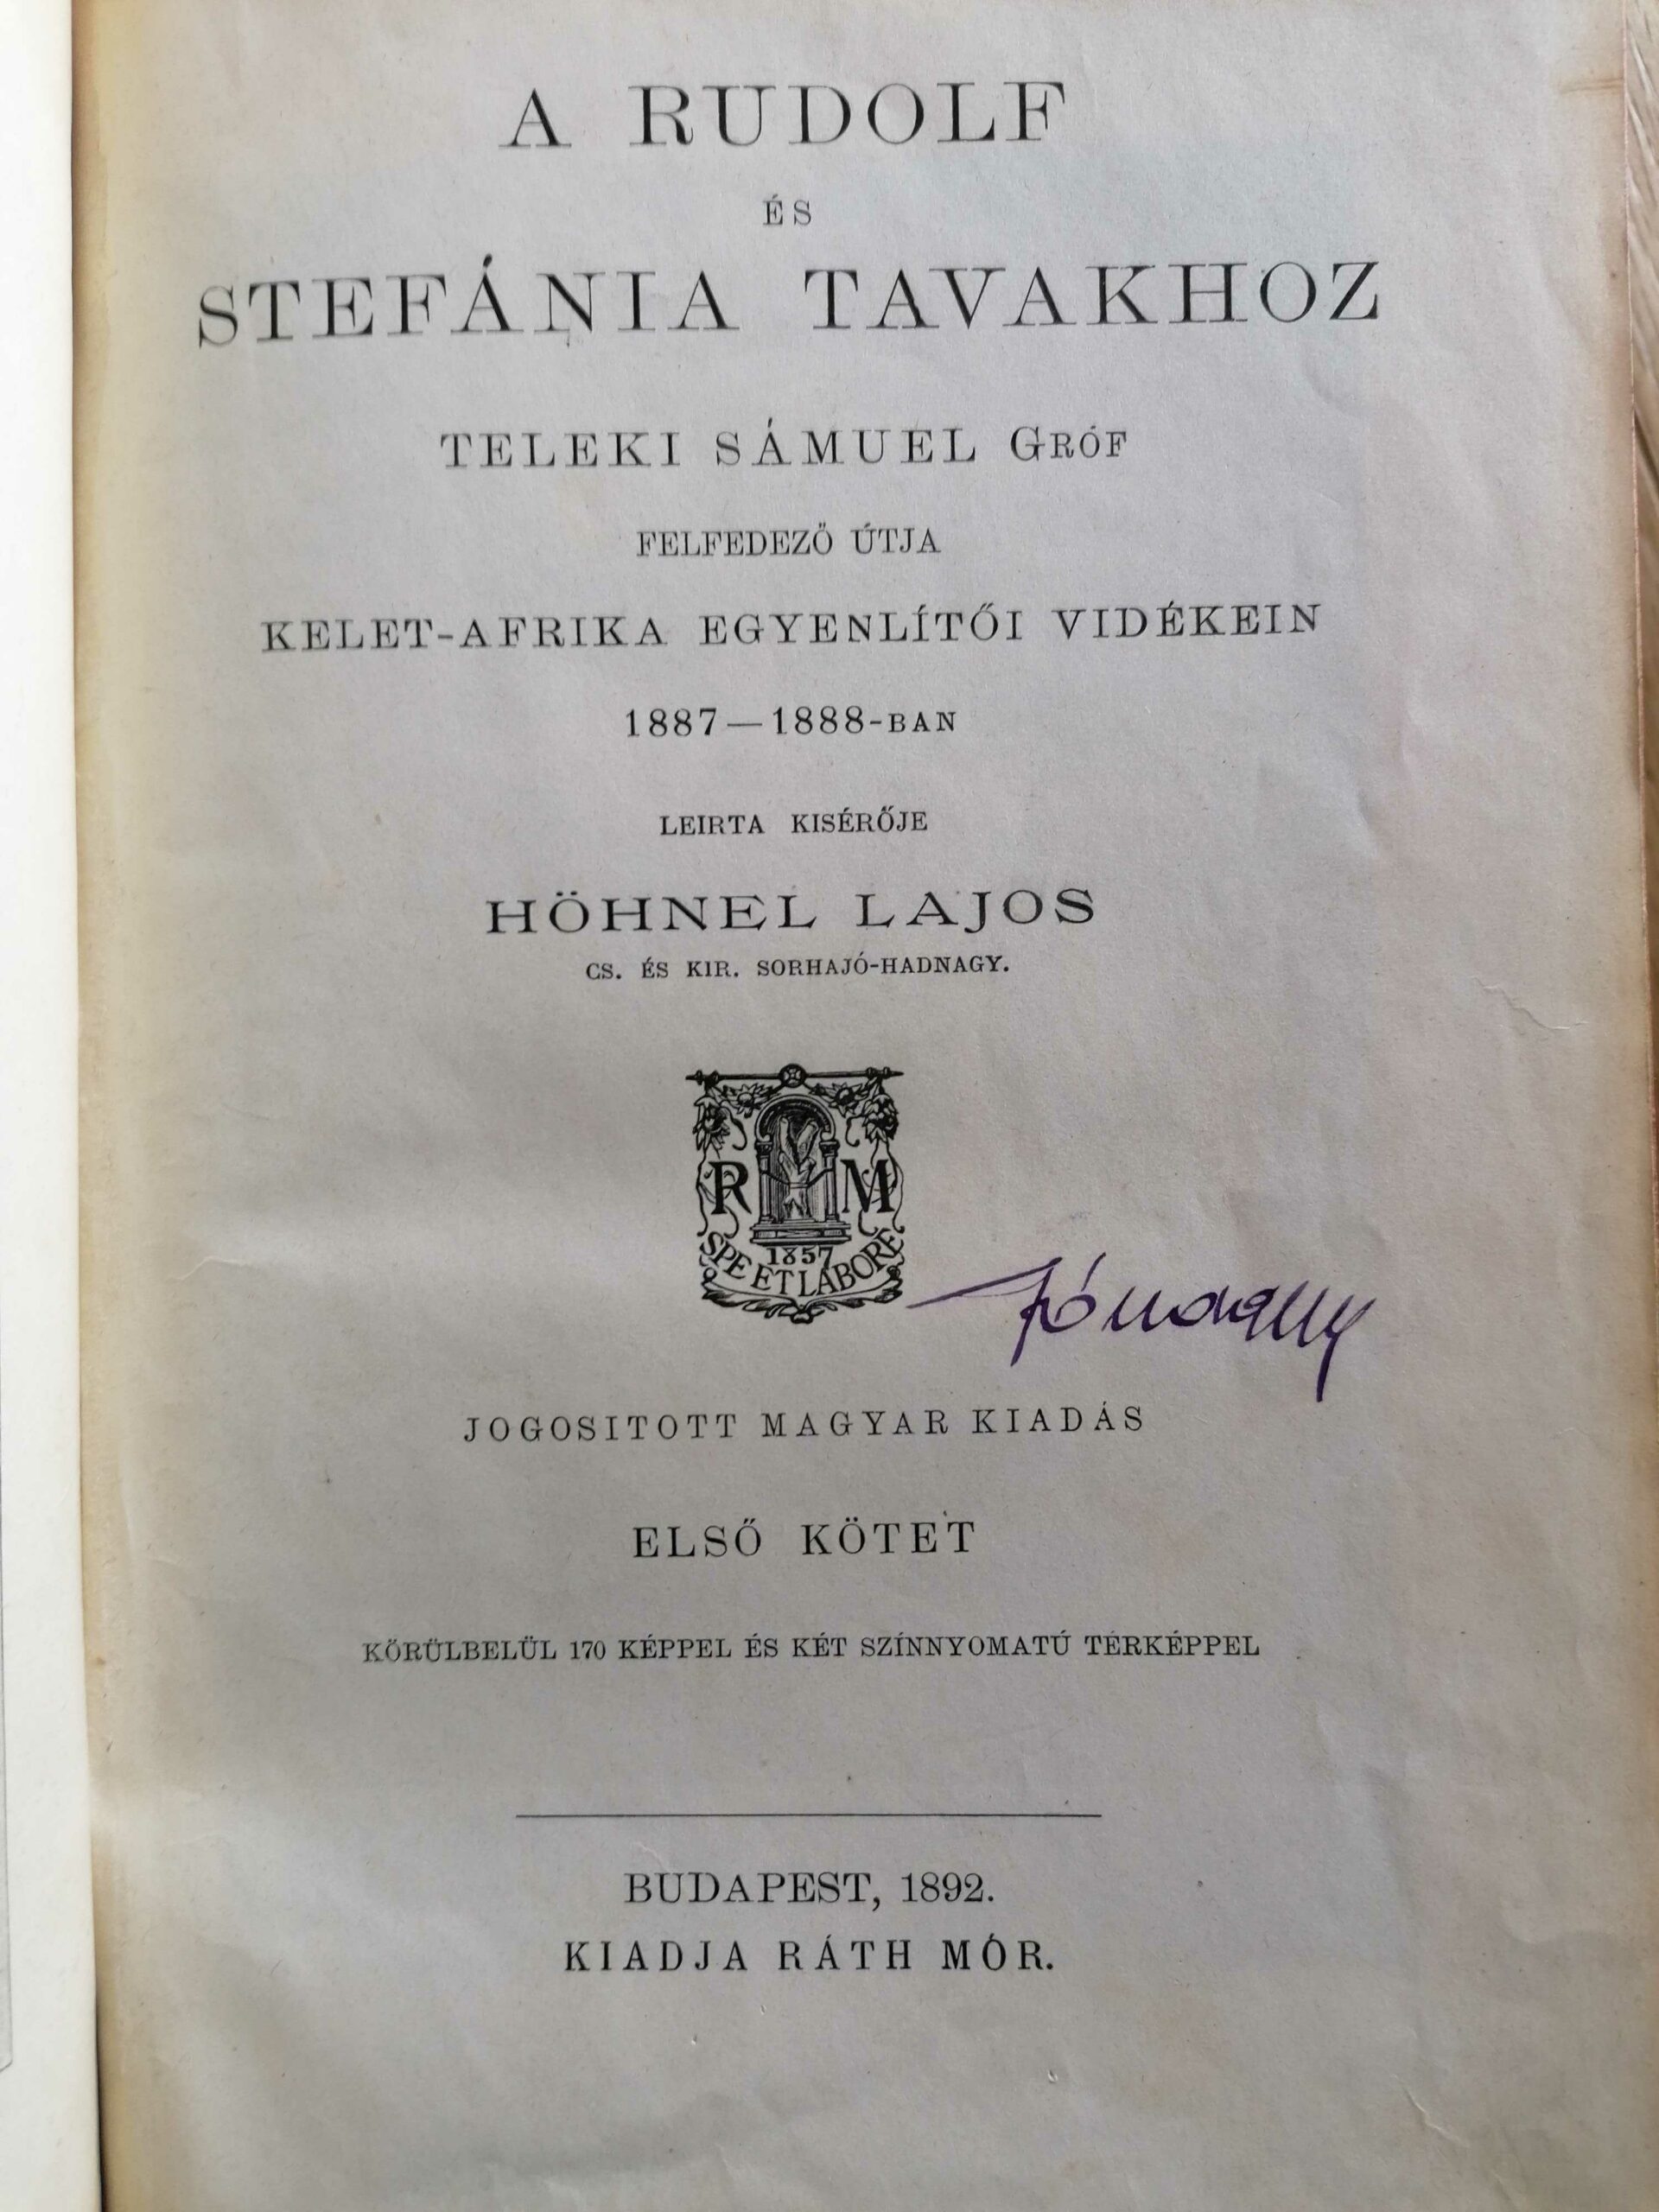 A RUDOLF
ÉS
STEFÁNIA TAVAKHOZ
TELEKI SÁMUEL GRÓF
FELFEDEZŐ ÚTJA
KELET-AFRIKA EGYENLÍTŐI VIDÉKEIN
1887—1888-BAN
LEIRTA KISÉRŐJE
HÖHNEL LAJOS
CS. ÉS KIR. SORHAJÓ-HADNAGY.
R M
1857
SPE ET LABORE
JOGOSITOTT MAGYAR KIADÁS
ELSŐ KÖTET
KÖRÜLBELÜL 170 KÉPPEL ÉS KÉT SZÍNNYOMATÚ TÉRKÉPPEL
BUDAPEST, 1892.
KIADJA RÁTH MÓR.